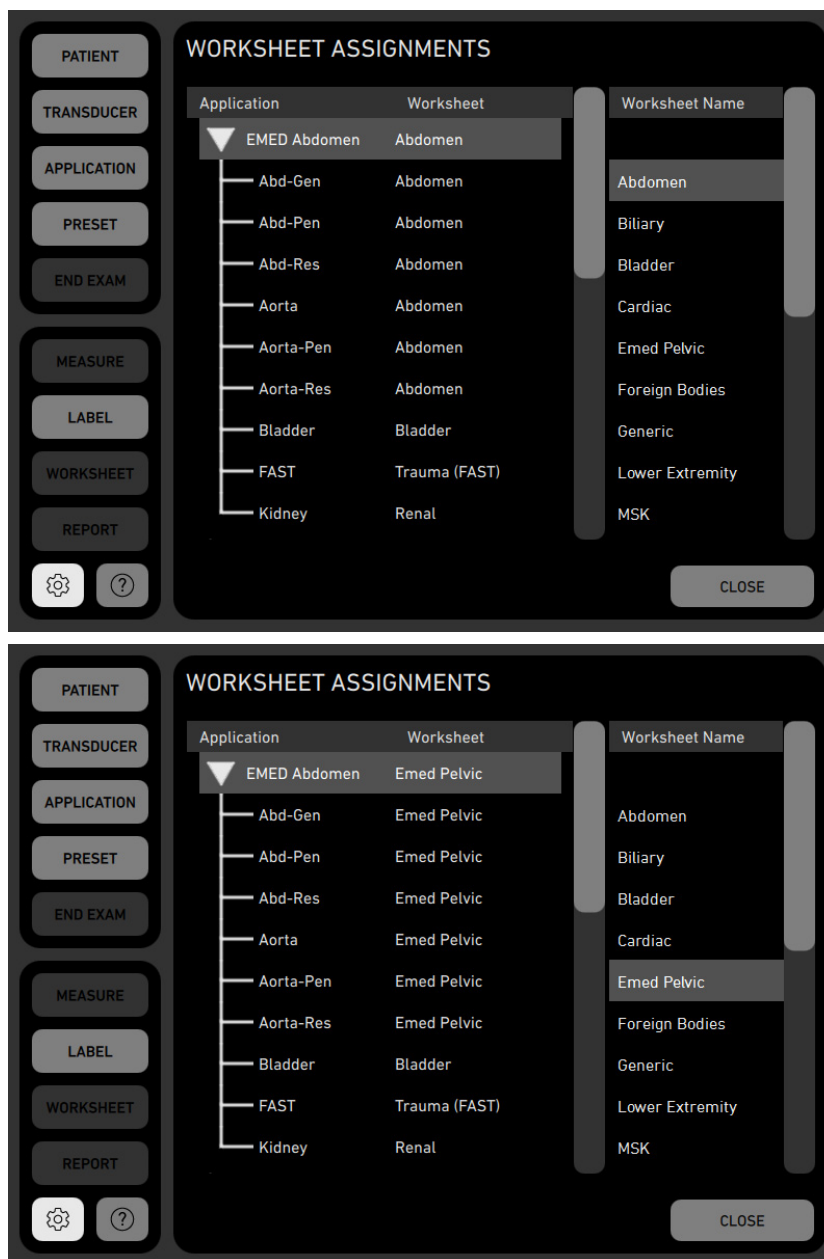 PATIENT
TRANSDUCER
APPLICATION
PRESET
END EXAM
MEASURE
LABEL
WORKSHEET
REPORT
?
WORKSHEET ASSIGNMENTS
Application Worksheet
EMED Abdomen Abdomen
Abd-Gen Abdomen
Abd-Pen Abdomen
Abd-Res Abdomen
Aorta Abdomen
Aorta-Pen Abdomen
Aorta-Res Abdomen
Bladder Bladder
FAST Trauma (FAST)
Kidney Renal
Worksheet Name
Abdomen
Biliary
Bladder
Cardiac
Emed Pelvic
Foreign Bodies
Generic
Lower Extremity
MSK
CLOSE
PATIENT
TRANSDUCER
APPLICATION
PRESET
END EXAM
MEASURE
LABEL
WORKSHEET
REPORT
?
WORKSHEET ASSIGNMENTS
Application Worksheet
EMED Abdomen Emed Pelvic
Abd-Gen Emed Pelvic
Abd-Pen Emed Pelvic
Abd-Res Emed Pelvic
Aorta Emed Pelvic
Aorta-Pen Emed Pelvic
Aorta-Res Emed Pelvic
Bladder Bladder
FAST Trauma (FAST)
Kidney Renal
Worksheet Name
Abdomen
Biliary
Bladder
Cardiac
Emed Pelvic
Foreign Bodies
Generic
Lower Extremity
MSK
CLOSE